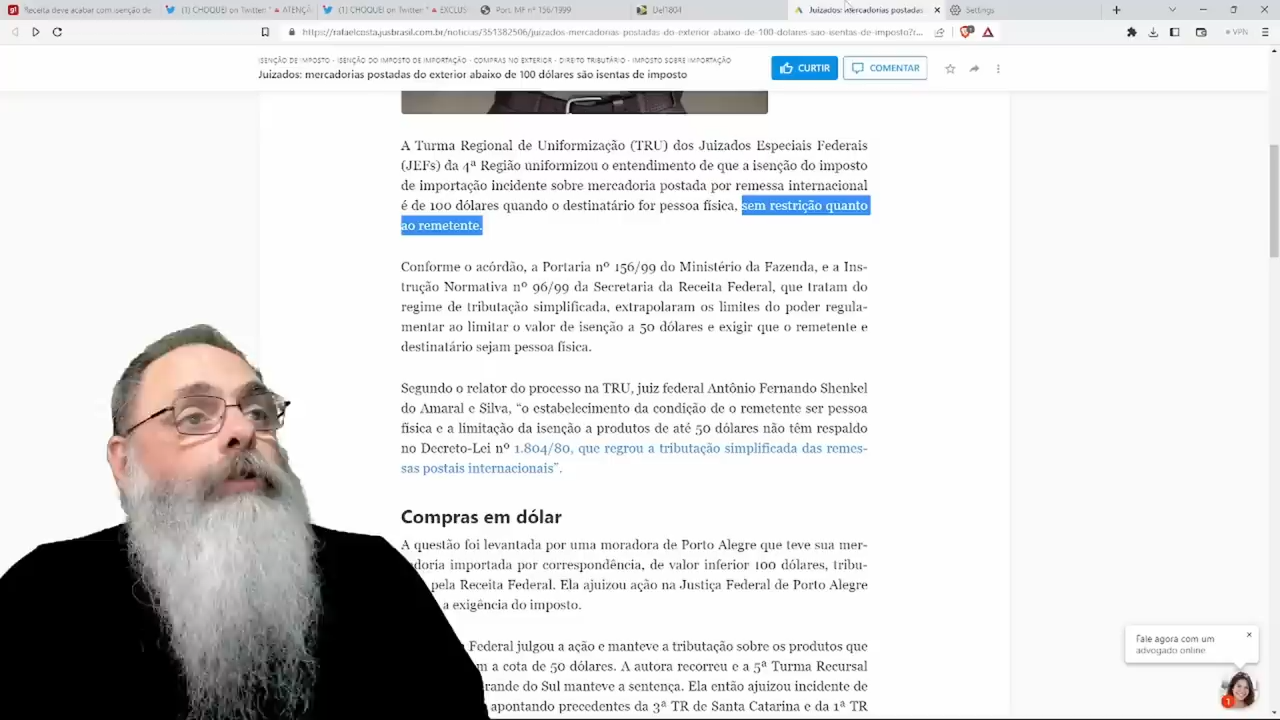 Receita deve acabar com isenção de
(1) CHOQUEI on Twitter: "🔺ATENÇÃ
(1) CHOQUEI on Twitter: "🔺EXCLUS
Port. MF nº 156/1999
Del1804
Juizados: mercadorias postadas
Settings
https://rafaelcosta.jusbrasil.com.br/noticias/351382506/juizados-mercadorias-postadas-do-exterior-abaixo-de-100-dolares-sao-isentas-de-imposto?r...
VPN
ISENÇÃO DE IMPOSTO · ISENÇÃO DO IMPOSTO DE IMPORTAÇÃO · COMPRAS NO EXTERIOR · DIREITO TRIBUTÁRIO · IMPOSTO SOBRE IMPORTAÇÃO
Juizados: mercadorias postadas do exterior abaixo de 100 dólares são isentas de imposto
CURTIR
COMENTAR
A Turma Regional de Uniformização (TRU) dos Juizados Especiais Federais
(JEFs) da 4ª Região uniformizou o entendimento de que a isenção do imposto
de importação incidente sobre mercadoria postada por remessa internacional
é de 100 dólares quando o destinatário for pessoa física, sem restrição quanto
ao remetente.
Conforme o acórdão, a Portaria nº 156/99 do Ministério da Fazenda, e a Ins-
trução Normativa nº 96/99 da Secretaria da Receita Federal, que tratam do
regime de tributação simplificada, extrapolaram os limites do poder regula-
mentar ao limitar o valor de isenção a 50 dólares e exigir que o remetente e
destinatário sejam pessoa física.
Segundo o relator do processo na TRU, juiz federal Antônio Fernando Shenkel
do Amaral e Silva, “o estabelecimento da condição de o remetente ser pessoa
física e a limitação da isenção a produtos de até 50 dólares não têm respaldo
no Decreto-Lei nº 1.804/80, que regrou a tributação simplificada das remes-
sas postais internacionais”.
Compras em dólar
A questão foi levantada por uma moradora de Porto Alegre que teve sua mer-
adoria importada por correspondência, de valor inferior 100 dólares, tribu-
pela Receita Federal. Ela ajuizou ação na Justiça Federal de Porto Alegre
a exigência do imposto.
Federal julgou a ação e manteve a tributação sobre os produtos que
m a cota de 50 dólares. A autora recorreu e a 5ª Turma Recursal
rande do Sul manteve a sentença. Ela então ajuizou incidente de
apontando precedentes da 3ª TR de Santa Catarina e da 1ª TR
Fale agora com um
advogado online
1